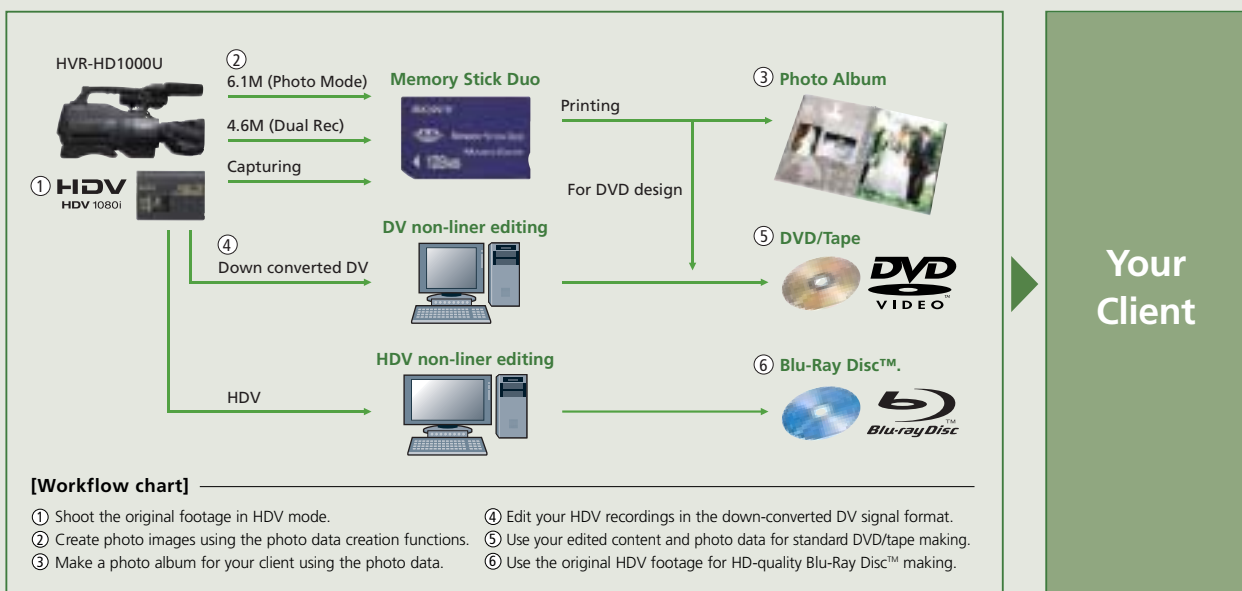 HVR-HD1000U
②
6.1M (Photo Mode)
4.6M (Dual Rec)
Capturing
① HDV
HDV 1080i
Memory Stick Duo
SONY
Printing
For DVD design
③ Photo Album
④
Down converted DV
DV non-liner editing
⑤ DVD/Tape
DVD
VIDEO™
HDV
HDV non-liner editing
⑥ Blu-Ray Disc™.
Blu-ray Disc™
Your
Client
[Workflow chart]
① Shoot the original footage in HDV mode.
② Create photo images using the photo data creation functions.
③ Make a photo album for your client using the photo data.
④ Edit your HDV recordings in the down-converted DV signal format.
⑤ Use your edited content and photo data for standard DVD/tape making.
⑥ Use the original HDV footage for HD-quality Blu-Ray Disc™ making.